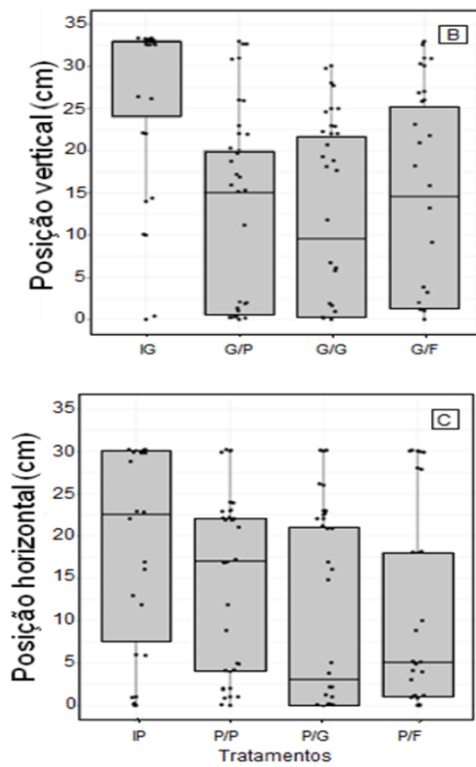 B
Posição vertical (cm)
35
30
25
20
15
10
5
0
IG G/P G/G G/F
C
Posição horizontal (cm)
35
30
25
20
15
10
5
0
IP P/P P/G P/F
Tratamentos